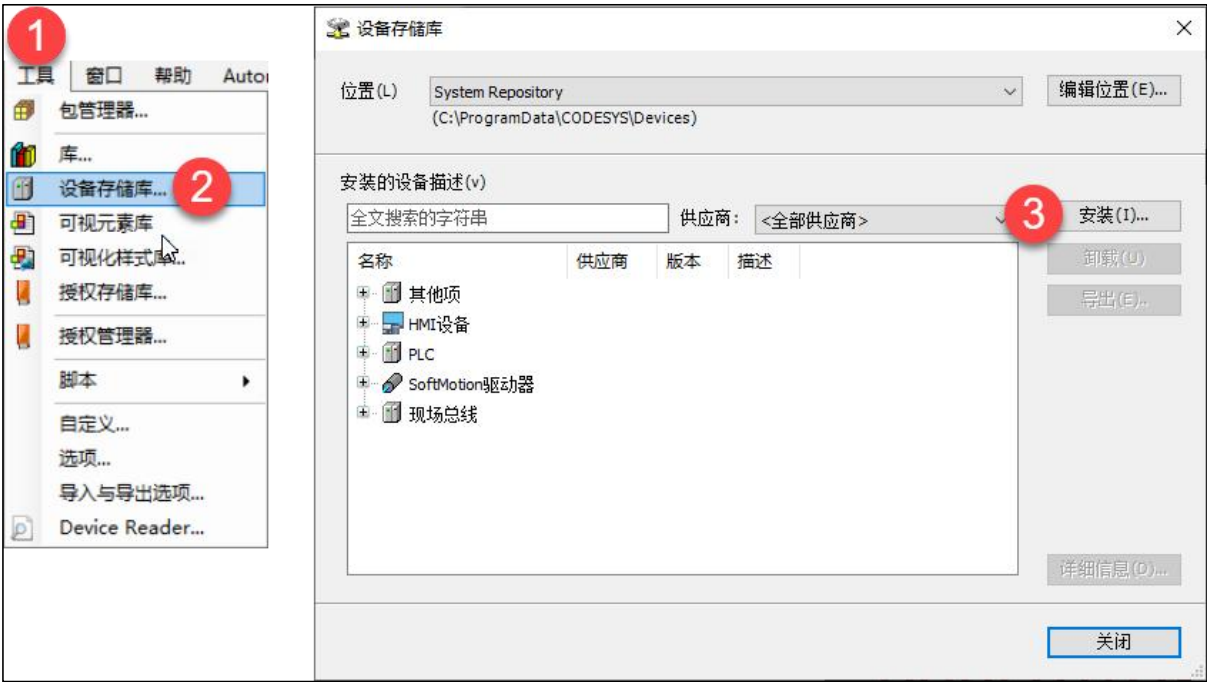 1
工具 窗口 帮助 Auto
包管理器...
库...
设备存储库... 2
可视元素库
可视化样式库...
授权存储库...
授权管理器...
脚本
自定义...
选项...
导入与导出选项...
Device Reader...
设备存储库
位置(L) System Repository 编辑位置(E)...
(C:\ProgramData\CODESYS\Devices)
安装的设备描述(v)
全文搜索的字符串 供应商: <全部供应商> 3 安装(I)...
名称 供应商 版本 描述 卸载(U)
其他项 导出(E)..
HMI设备
PLC
SoftMotion驱动器
现场总线
详细信息(D)...
关闭